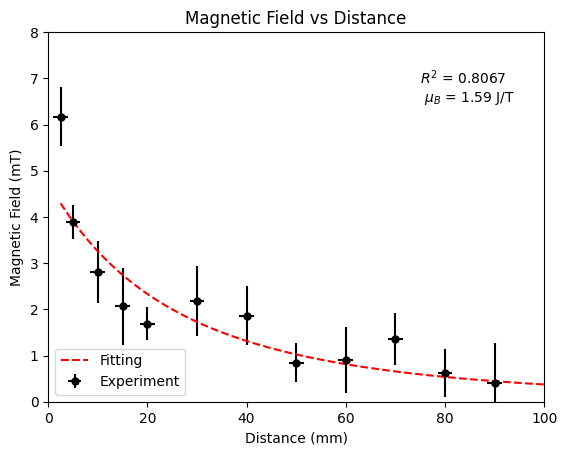 Magnetic Field vs Distance
R² = 0.8067
μ_B = 1.59 J/T
Magnetic Field (mT)
8
7
6
5
4
3
2
1
0
Fitting
Experiment
0 20 40 60 80 100
Distance (mm)